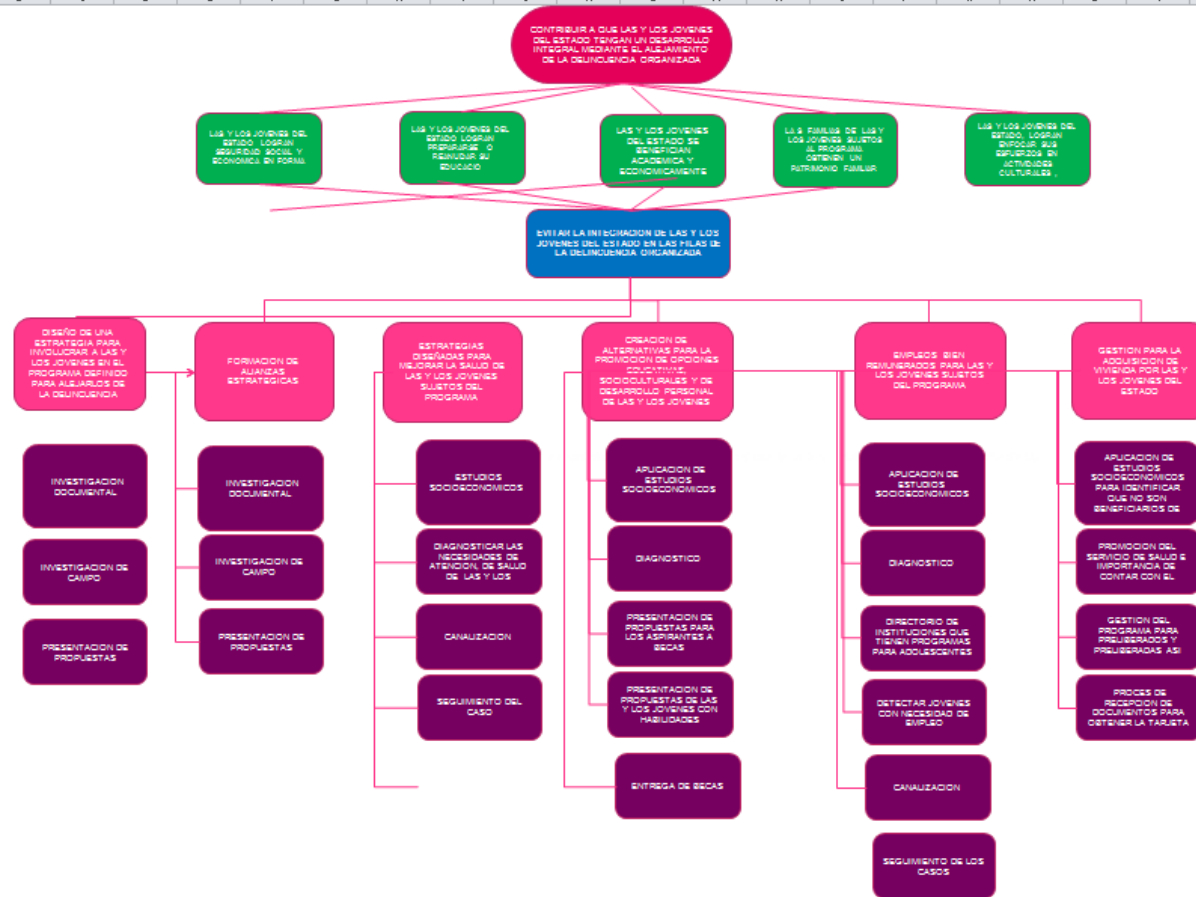 CONTRIBUIR A QUE LAS Y LOS JOVENES
DEL ESTADO TENGAN UN DESARROLLO
INTEGRAL MEDIANTE EL ALEJAMIENTO
DE LA DELINCUENCIA ORGANIZADA
LAS Y LOS JOVENES DEL
ESTADO LOGRAN
SEGURIDAD SOCIAL Y
ECONOMICA EN FORMA
LAS Y LOS JOVENES DEL
ESTADO LOGRAN
PREPARARSE O
REANUDAR SU
EDUCACIO
LAS Y LOS JOVENES
DEL ESTADO SE
BENEFICIAN
ACADEMICA Y
ECONOMICAMENTE
LA S FAMILIAS DE LAS Y
LOS JOVENES SUJETOS
AL PROGRAMA
OBTIENEN UN
PATRIMONIO FAMILIAR
LAS Y LOS JOVENES DEL
ESTADO, LOGRAN
ENFOCAR SUS
ESFUERZOS EN
ACTIVIDADES
CULTURALES ,
EVITAR LA INTEGRACION DE LAS Y LOS
JOVENES DEL ESTADO EN LAS FILAS DE
LA DELINCUENCIA ORGANIZADA
DISEÑO DE UNA
ESTRATEGIA PARA
INVOLUCRAR A LAS Y
LOS JOVENES EN EL
PROGRAMA DEFINIDO
PARA ALEJARLOS DE
LA DELINCUENCIA
FORMACION DE
ALIANZAS
ESTRATEGICAS
ESTRATEGIAS
DISEÑADAS PARA
MEJORAR LA SALUD DE
LAS Y LOS JOVENES
SUJETOS DEL
PROGRAMA
CREACION DE
ALTERNATIVAS PARA LA
PROMOCION DE OPCIONES
EDUCATIVAS,
SOCIOCULTURALES Y DE
DESARROLLO PERSONAL
DE LAS Y LOS JOVENES
EMPLEOS BIEN
REMUNERADOS PARA LAS Y
LOS JOVENES SUJETOS
DEL PROGRAMA
GESTION PARA LA
ADQUISICION DE
VIVIENDA POR LAS Y
LOS JOVENES DEL
ESTADO
INVESTIGACION
DOCUMENTAL
INVESTIGACION DE
CAMPO
PRESENTACION DE
PROPUESTAS
INVESTIGACION
DOCUMENTAL
INVESTIGACION DE
CAMPO
PRESENTACION DE
PROPUESTAS
ESTUDIOS
SOCIOECONOMICOS
DIAGNOSTICAR LAS
NECESIDADES DE
ATENCION, DE SALUD
DE LAS Y LOS
CANALIZACION
SEGUIMIENTO DEL
CASO
APLICACION DE
ESTUDIOS
SOCIOECONOMICOS
DIAGNOSTICO
PRESENTACION DE
PROPUESTAS PARA
LOS ASPIRANTES A
BECAS
PRESENTACION DE
PROPUESTAS DE LAS
Y LOS JOVENES CON
HABILIDADES
ENTREGA DE BECAS
APLICACION DE
ESTUDIOS
SOCIOECONOMICOS
DIAGNOSTICO
DIRECTORIO DE
INSTITUCIONES QUE
TIENEN PROGRAMAS
PARA ADOLESCENTES
DETECTAR JOVENES
CON NECESIDAD DE
EMPLEO
CANALIZACION
SEGUIMIENTO DE LOS
CASOS
APLICACION DE
ESTUDIOS
SOCIOECONOMICOS
PARA IDENTIFICAR
QUE NO SON
BENEFICIARIOS DE
PROMOCION DEL
SERVICIO DE SALUD E
IMPORTANCIA DE
CONTAR CON EL
GESTION DEL
PROGRAMA PARA
PRELIBERADOS Y
PRELIBERADAS ASI
PROCES DE
RECEPCION DE
DOCUMENTOS PARA
OBTENER LA TARJETA